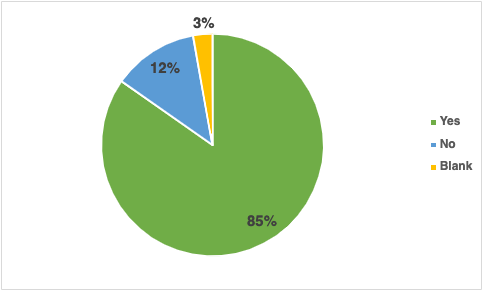 3%
12%
85%
Yes
No
Blank